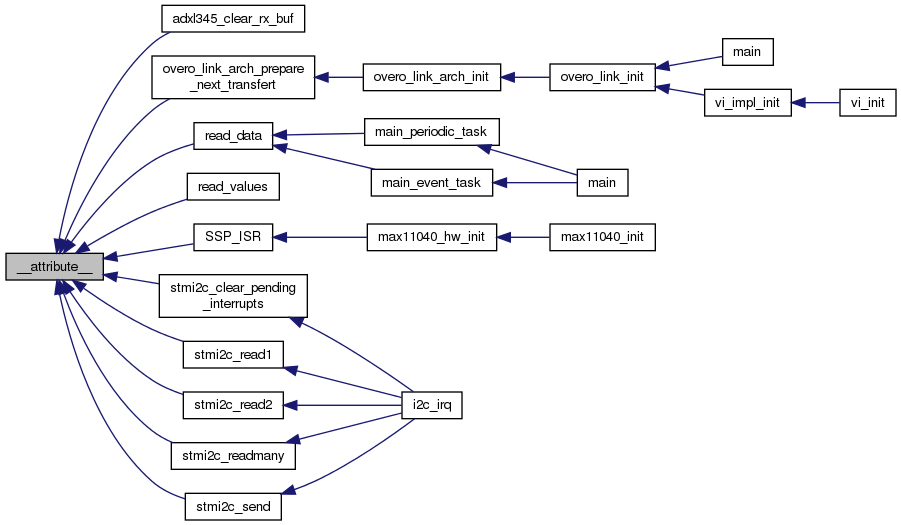 adxl345_clear_rx_buf
overo_link_arch_prepare
_next_transfert
overo_link_arch_init
overo_link_init
main
vi_impl_init
vi_init
read_data
main_periodic_task
main_event_task
main
read_values
SSP_ISR
max11040_hw_init
max11040_init
__attribute__
stmi2c_clear_pending
_interrupts
stmi2c_read1
stmi2c_read2
i2c_irq
stmi2c_readmany
stmi2c_send